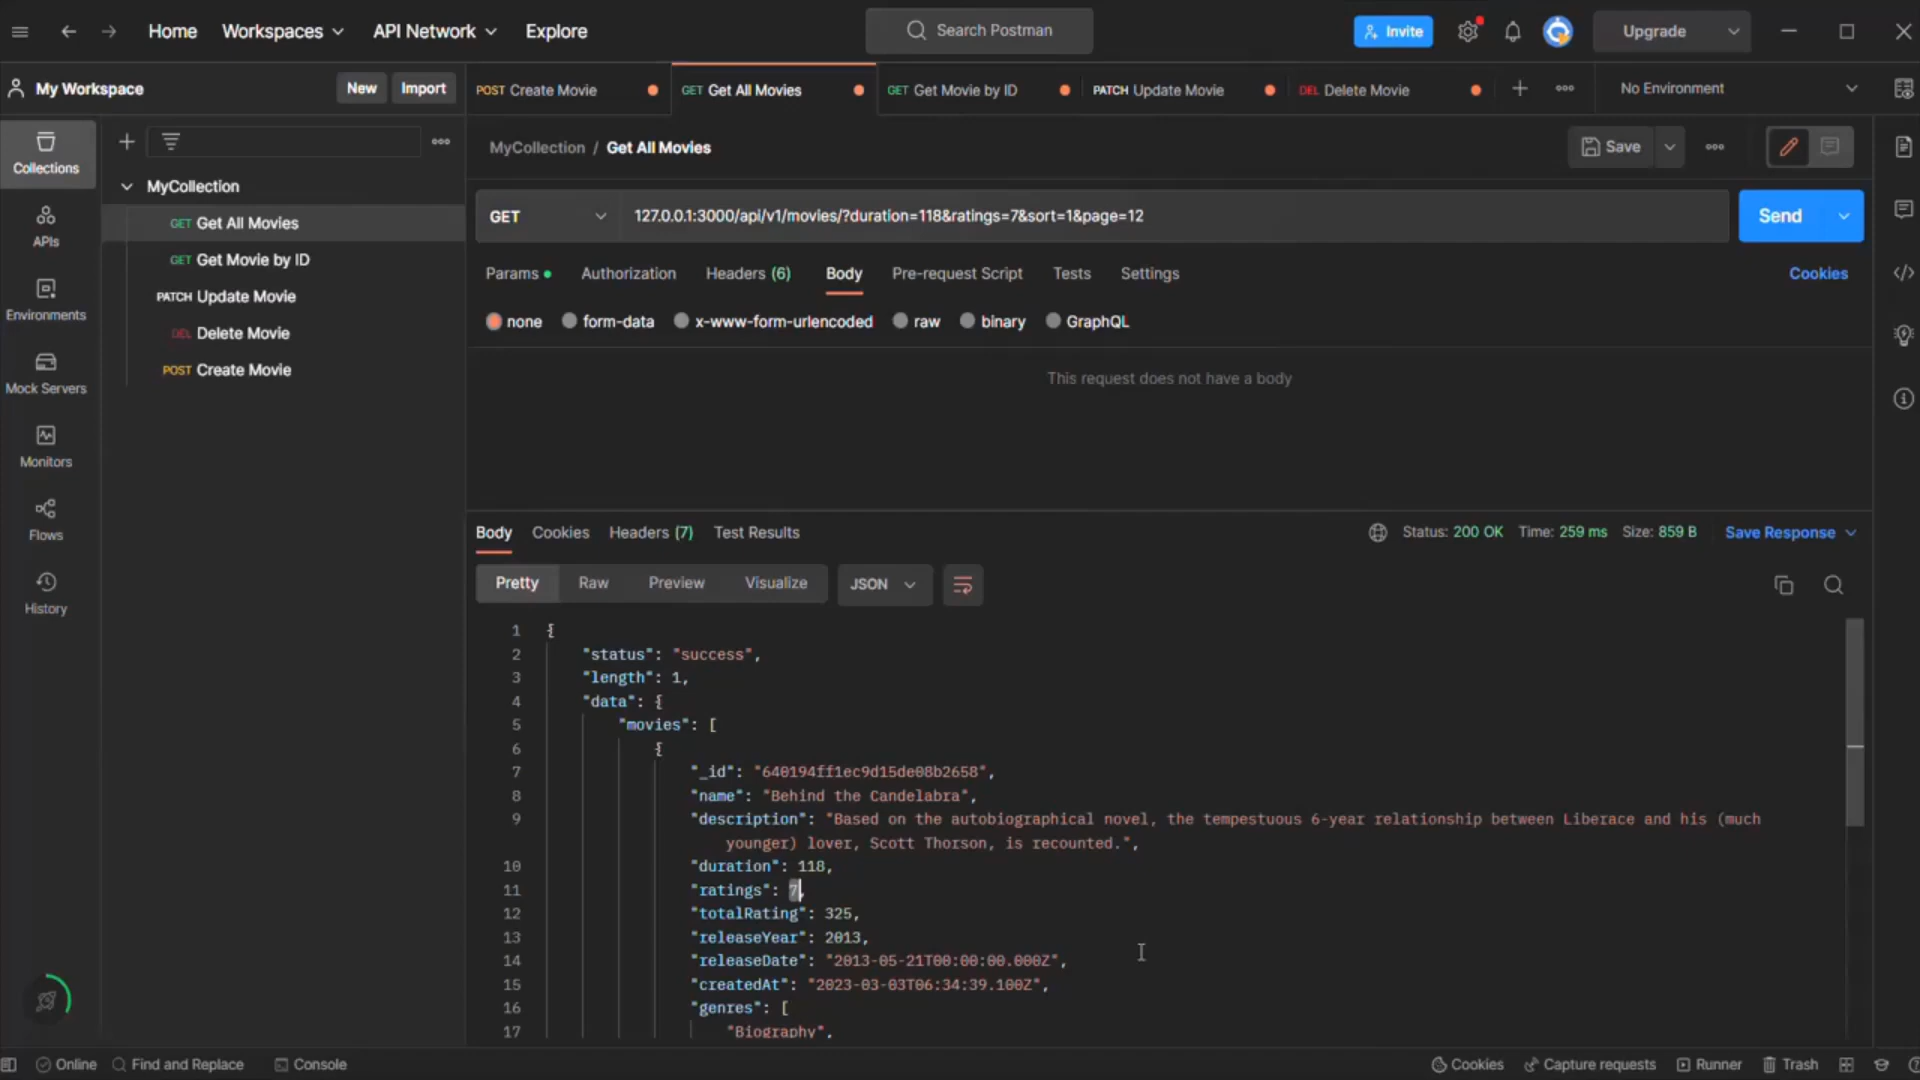 Home Workspaces API Network Explore Search Postman Invite Upgrade
My Workspace New Import POST Create Movie GET Get All Movies GET Get Movie by ID PATCH Update Movie DEL Delete Movie No Environment
Collections
APIs
Environments
Mock Servers
Monitors
Flows
History
MyCollection
GET Get All Movies
GET Get Movie by ID
PATCH Update Movie
DEL Delete Movie
POST Create Movie
MyCollection / Get All Movies Save
GET 127.0.0.1:3000/api/v1/movies/?duration=118&ratings=7&sort=1&page=12 Send
Params Authorization Headers (6) Body Pre-request Script Tests Settings Cookies
none form-data x-www-form-urlencoded raw binary GraphQL
This request does not have a body
Body Cookies Headers (7) Test Results Status: 200 OK Time: 259 ms Size: 859 B Save Response
Pretty Raw Preview Visualize JSON
1 {
2 "status": "success",
3 "length": 1,
4 "data": {
5 "movies": [
6 {
7 "_id": "640194ff1ec9d15de08b2658",
8 "name": "Behind the Candelabra",
9 "description": "Based on the autobiographical novel, the tempestuous 6-year relationship between Liberace and his (much
younger) lover, Scott Thorson, is recounted.",
10 "duration": 118,
11 "ratings": 7,
12 "totalRating": 325,
13 "releaseYear": 2013,
14 "releaseDate": "2013-05-21T00:00:00.000Z",
15 "createdAt": "2023-03-03T06:34:39.100Z",
16 "genres": [
17 "Biography",
Online Find and Replace Console Cookies Capture requests Runner Trash